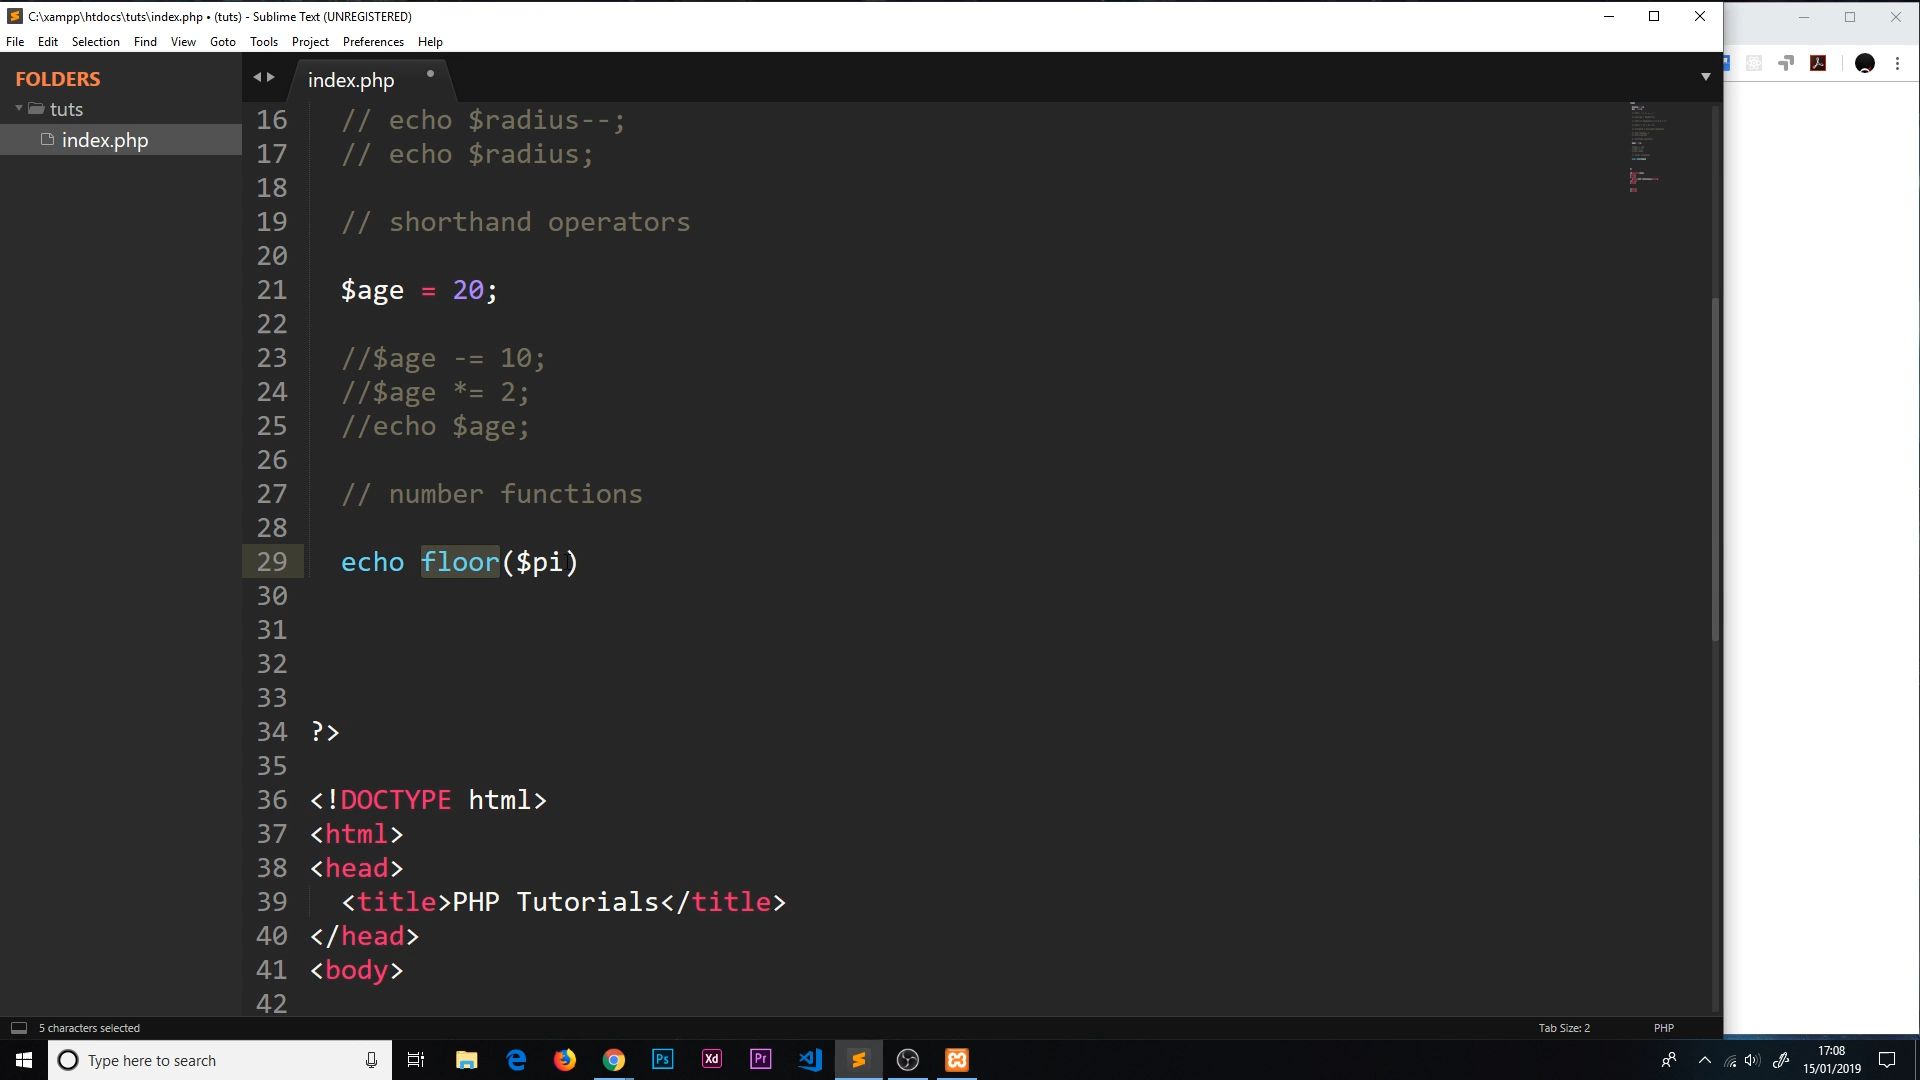 C:\xampp\htdocs\tuts\index.php • (tuts) - Sublime Text (UNREGISTERED)
File Edit Selection Find View Goto Tools Project Preferences Help
FOLDERS
tuts
index.php
index.php
16 // echo $radius--;
17 // echo $radius;
18
19 // shorthand operators
20
21 $age = 20;
22
23 //$age -= 10;
24 //$age *= 2;
25 //echo $age;
26
27 // number functions
28
29 echo floor($pi)
30
31
32
33
34 ?>
35
36 <!DOCTYPE html>
37 <html>
38 <head>
39 <title>PHP Tutorials</title>
40 </head>
41 <body>
42
5 characters selected
Tab Size: 2
PHP
Type here to search
Ps
Xd
Pr
17:08
15/01/2019